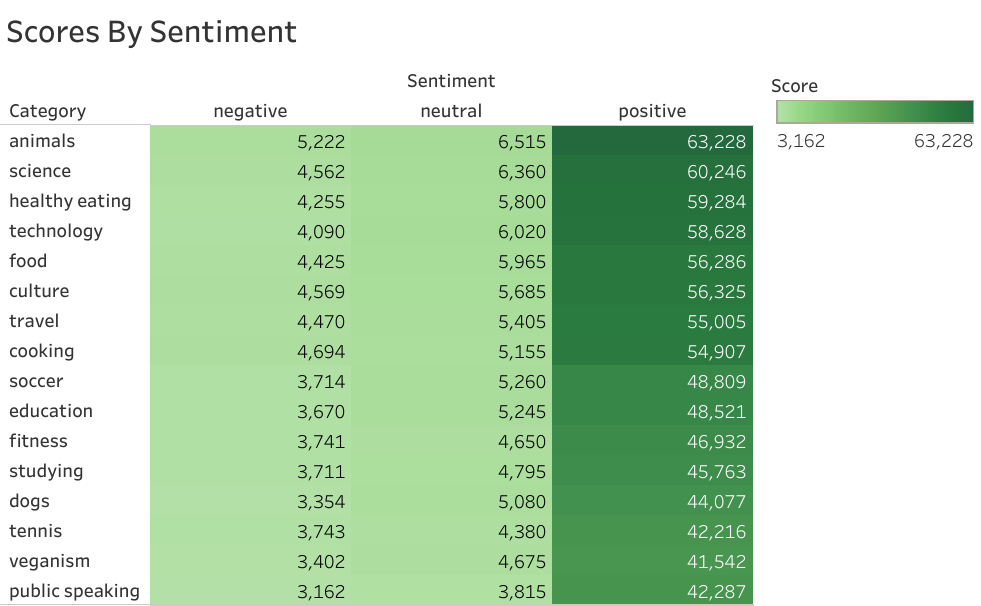 Scores By Sentiment
Sentiment
Category negative neutral positive
animals 5,222 6,515 63,228
science 4,562 6,360 60,246
healthy eating 4,255 5,800 59,284
technology 4,090 6,020 58,628
food 4,425 5,965 56,286
culture 4,569 5,685 56,325
travel 4,470 5,405 55,005
cooking 4,694 5,155 54,907
soccer 3,714 5,260 48,809
education 3,670 5,245 48,521
fitness 3,741 4,650 46,932
studying 3,711 4,795 45,763
dogs 3,354 5,080 44,077
tennis 3,743 4,380 42,216
veganism 3,402 4,675 41,542
public speaking 3,162 3,815 42,287
Score
3,162 63,228